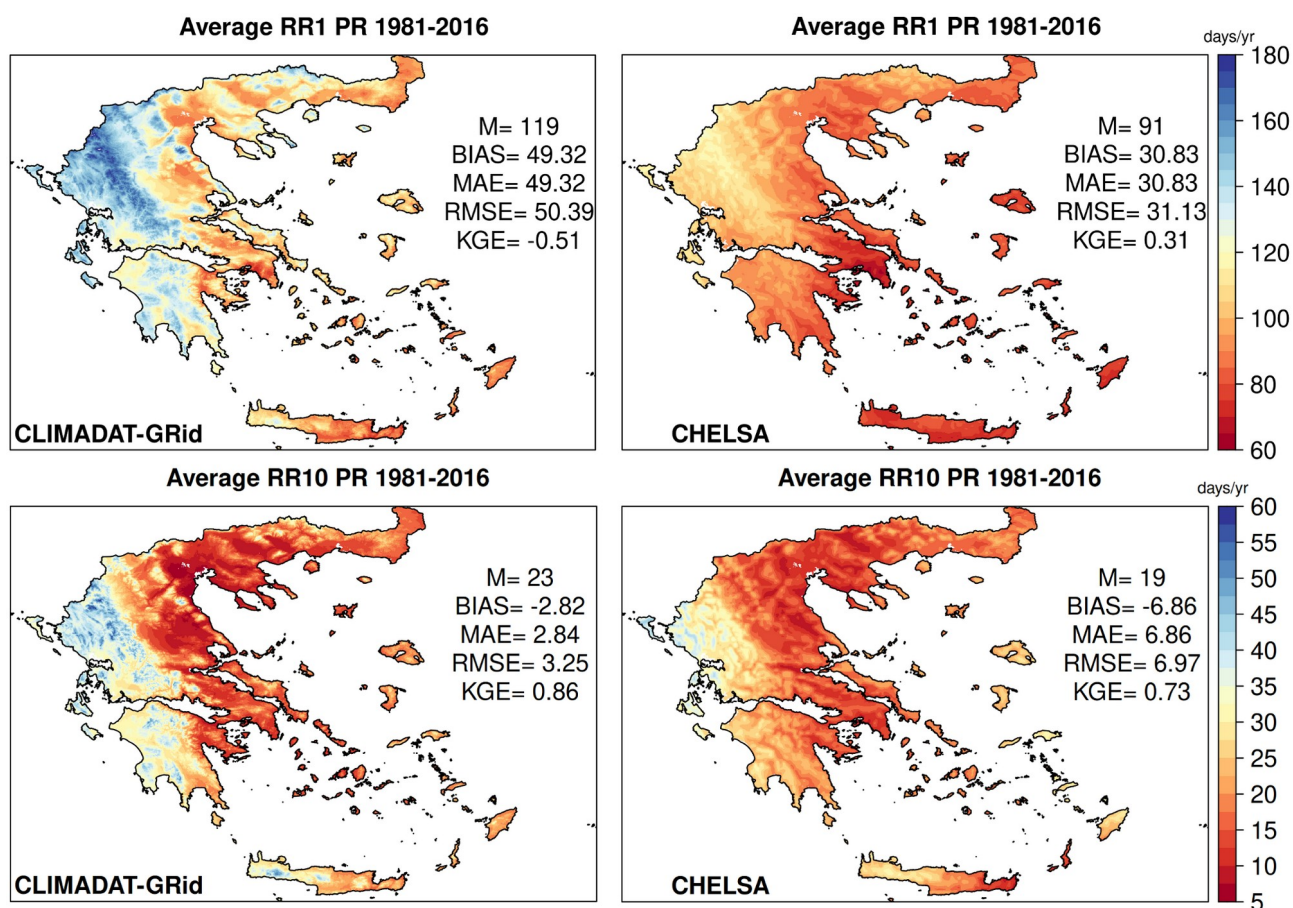 Average RR1 PR 1981-2016
M= 119
BIAS= 49.32
MAE= 49.32
RMSE= 50.39
KGE= -0.51
CLIMADAT-GRid
Average RR1 PR 1981-2016
M= 91
BIAS= 30.83
MAE= 30.83
RMSE= 31.13
KGE= 0.31
CHELSA
days/yr
180
160
140
120
100
80
60
Average RR10 PR 1981-2016
M= 23
BIAS= -2.82
MAE= 2.84
RMSE= 3.25
KGE= 0.86
CLIMADAT-GRid
Average RR10 PR 1981-2016
M= 19
BIAS= -6.86
MAE= 6.86
RMSE= 6.97
KGE= 0.73
CHELSA
days/yr
60
55
50
45
40
35
30
25
20
15
10
5